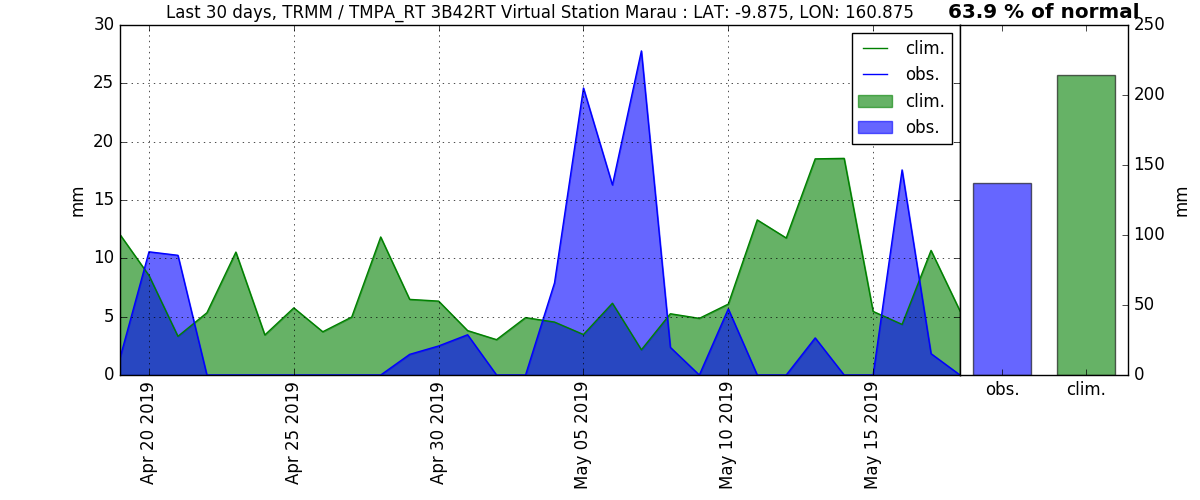 Last 30 days, TRMM / TMPA_RT 3B42RT Virtual Station Marau : LAT: -9.875, LON: 160.875
63.9 % of normal
30
25
20
15
10
5
0
mm
clim.
obs.
clim.
obs.
250
200
150
100
50
0
mm
Apr 20 2019
Apr 25 2019
Apr 30 2019
May 05 2019
May 10 2019
May 15 2019
obs.
clim.